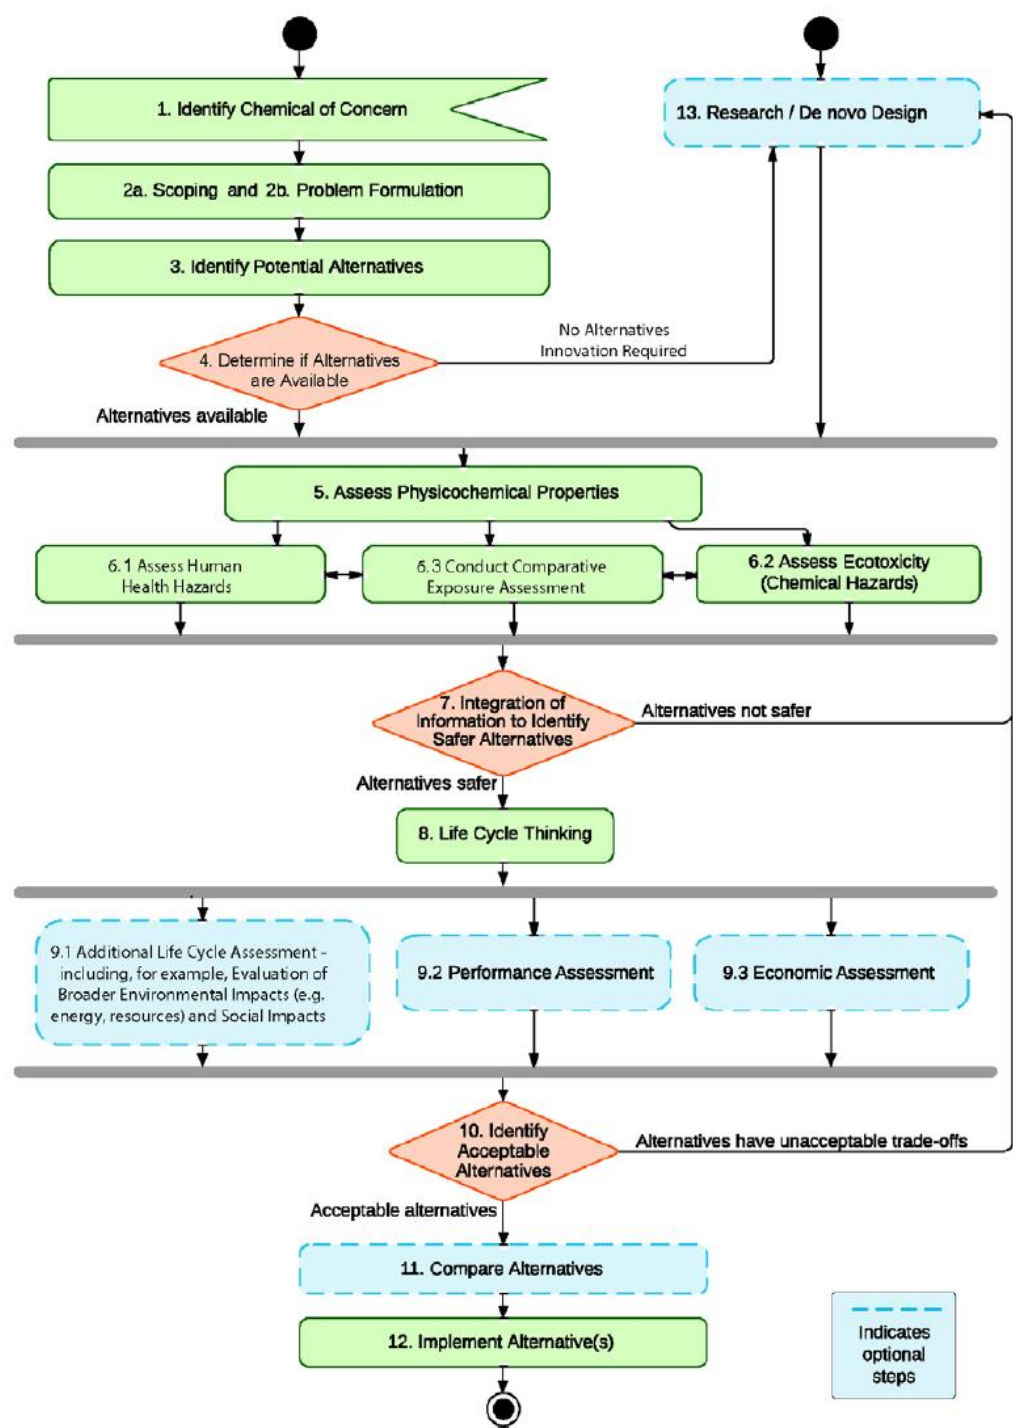 1. Identify Chemical of Concern
13. Research / De novo Design
2a. Scoping and 2b. Problem Formulation
3. Identify Potential Alternatives
No Alternatives
Innovation Required
4. Determine if Alternatives
are Available
Alternatives available
5. Assess Physicochemical Properties
6.1 Assess Human
Health Hazards
6.3 Conduct Comparative
Exposure Assessment
6.2 Assess Ecotoxicity
(Chemical Hazards)
7. Integration of
Information to Identify
Safer Alternatives
Alternatives not safer
Alternatives safer
8. Life Cycle Thinking
9.1 Additional Life Cycle Assessment -
including, for example, Evaluation of
Broader Environmental Impacts (e.g.
energy, resources) and Social Impacts
9.2 Performance Assessment
9.3 Economic Assessment
10. Identify
Acceptable
Alternatives
Alternatives have unacceptable trade-offs
Acceptable alternatives
11. Compare Alternatives
12. Implement Alternative(s)
Indicates
optional
steps